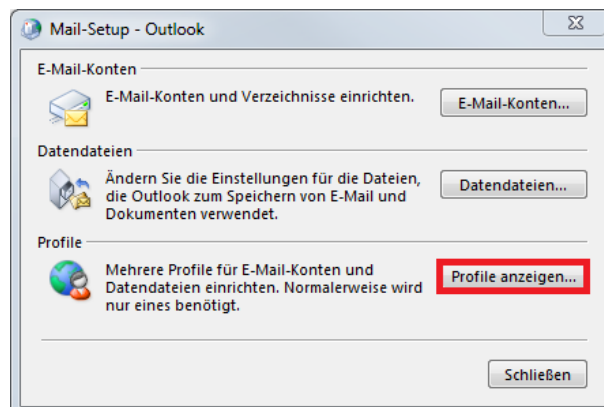 Mail-Setup - Outlook
E-Mail-Konten
E-Mail-Konten und Verzeichnisse einrichten.
E-Mail-Konten...
Datendateien
Ändern Sie die Einstellungen für die Dateien,
die Outlook zum Speichern von E-Mail und
Dokumenten verwendet.
Datendateien...
Profile
Mehrere Profile für E-Mail-Konten und
Datendateien einrichten. Normalerweise wird
nur eines benötigt.
Profile anzeigen...
Schließen